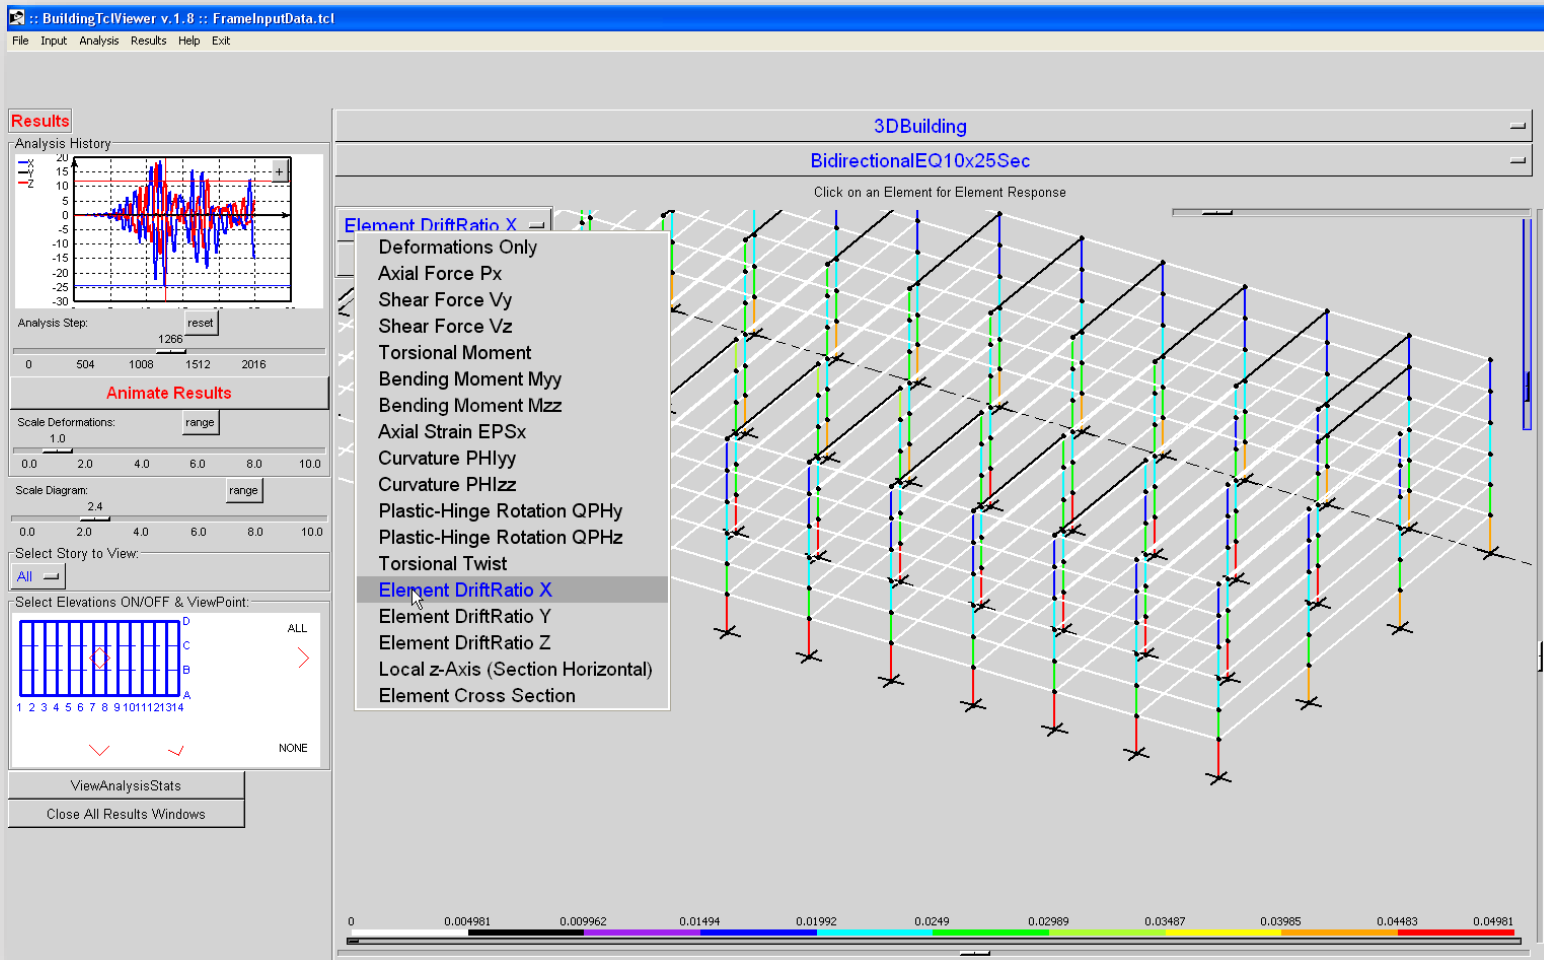 :: BuildingTclViewer v.1.8 :: FrameInputData.tcl
File Input Analysis Results Help Exit
Results
3DBuilding
BidirectionalEQ10x25Sec
Click on an Element for Element Response
Analysis History
X
Y
Z
20
15
10
5
0
-5
-10
-15
-20
-25
-30
+
Analysis Step:
reset
1266
0 504 1008 1512 2016
Animate Results
Scale Deformations:
range
1.0
0.0 2.0 4.0 6.0 8.0 10.0
Scale Diagram:
range
2.4
0.0 2.0 4.0 6.0 8.0 10.0
Select Story to View:
All
Select Elevations ON/OFF & ViewPoint:
D
C
B
A
1 2 3 4 5 6 7 8 9 10 11 12 13 14
ALL
NONE
ViewAnalysisStats
Close All Results Windows
Element DriftRatio X
Deformations Only
Axial Force Px
Shear Force Vy
Shear Force Vz
Torsional Moment
Bending Moment Myy
Bending Moment Mzz
Axial Strain EPSx
Curvature PHIyy
Curvature PHIzz
Plastic-Hinge Rotation QPHy
Plastic-Hinge Rotation QPHz
Torsional Twist
Element DriftRatio X
Element DriftRatio Y
Element DriftRatio Z
Local z-Axis (Section Horizontal)
Element Cross Section
0 0.004981 0.009962 0.01494 0.01992 0.0249 0.02989 0.03487 0.03985 0.04483 0.04981